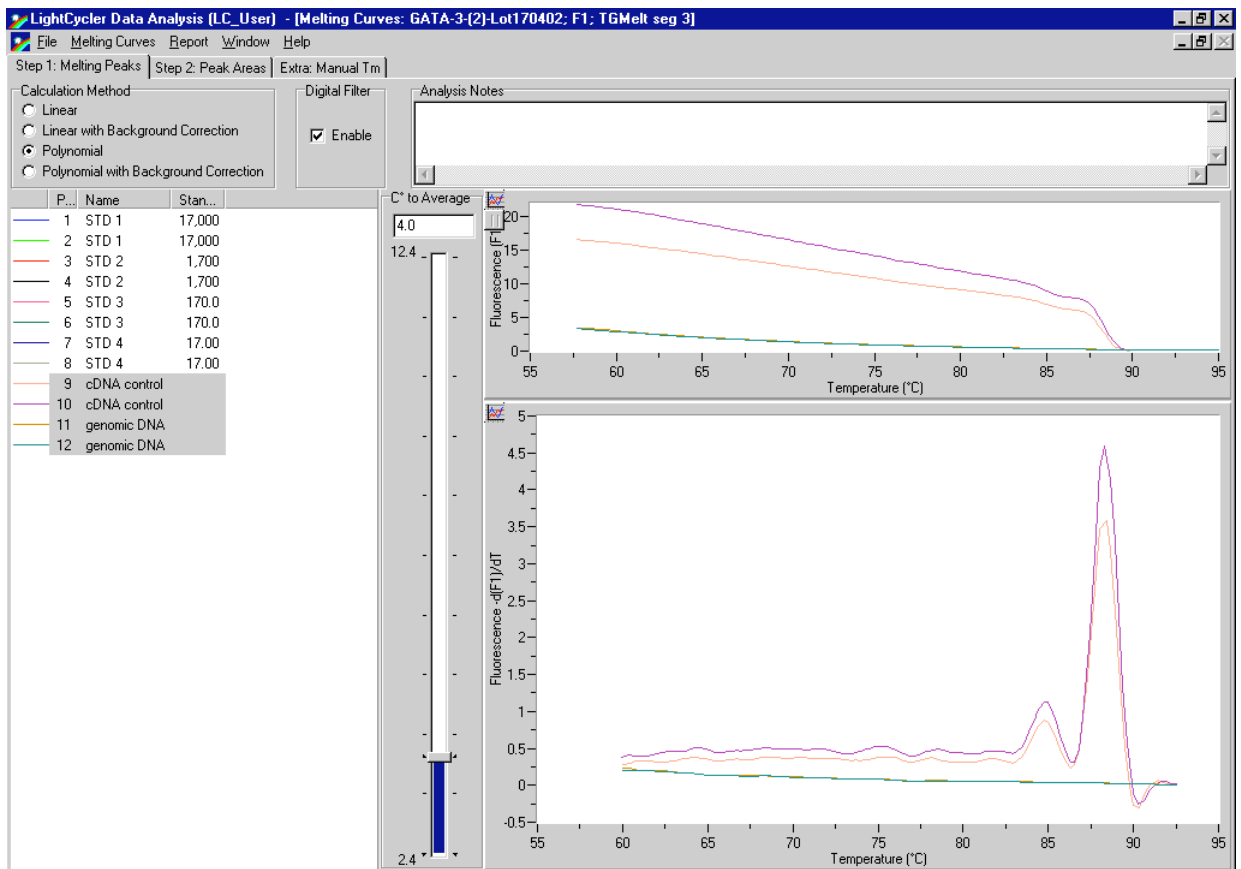 LightCycler Data Analysis (LC_User) - [Melting Curves: GATA-3-(2)-Lot170402; F1; TGMelt seg 3]
File Melting Curves Report Window Help
Step 1: Melting Peaks Step 2: Peak Areas Extra: Manual Tm
Calculation Method
Linear
Linear with Background Correction
Polynomial
Polynomial with Background Correction
Digital Filter
Enable
Analysis Notes
P... Name Stan...
1 STD 1 17,000
2 STD 1 17,000
3 STD 2 1,700
4 STD 2 1,700
5 STD 3 170.0
6 STD 3 170.0
7 STD 4 17.00
8 STD 4 17.00
9 cDNA control
10 cDNA control
11 genomic DNA
12 genomic DNA
C° to Average
4.0
12.4
2.4
Fluorescence (F1
20
15
10
5
0
55 60 65 70 75 80 85 90 95
Temperature (°C)
Fluorescence -d(F1)/dT
5
4.5
4
3.5
3
2.5
2
1.5
1
0.5
0
-0.5
55 60 65 70 75 80 85 90 95
Temperature (°C)